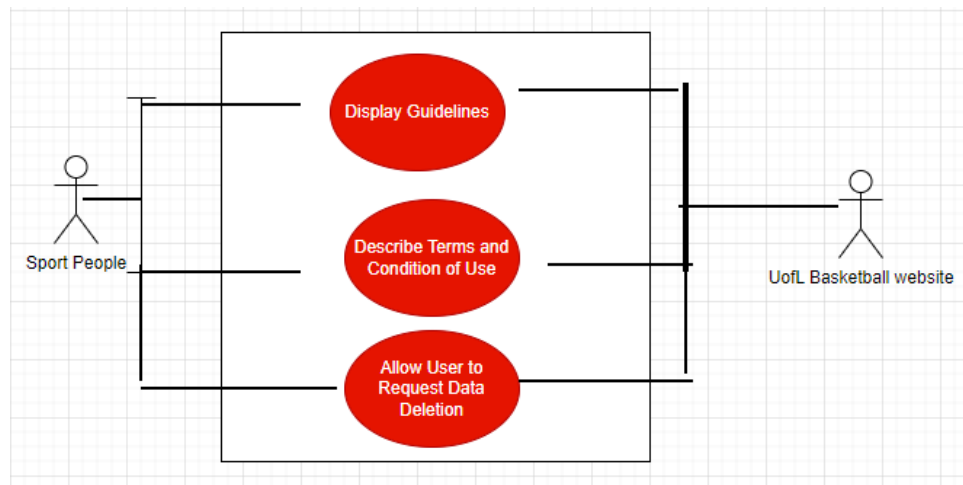 Display Guidelines
Sport People
Describe Terms and
Condition of Use
UofL Basketball website
Allow User to
Request Data
Deletion